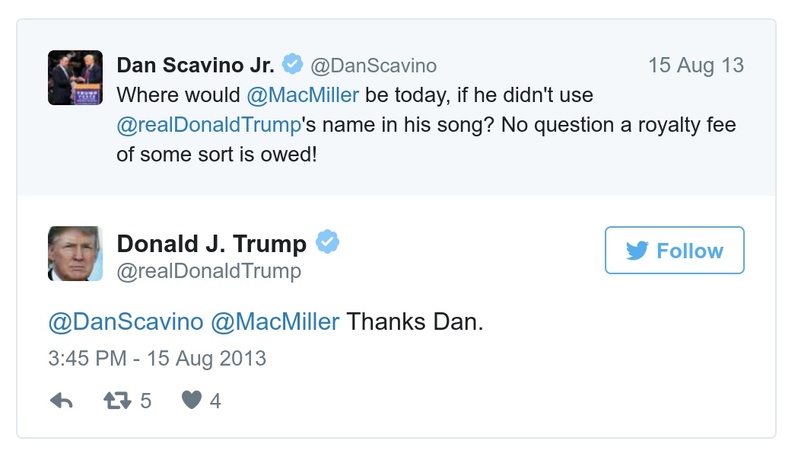 Dan Scavino Jr. @DanScavino 15 Aug 13
Where would @MacMiller be today, if he didn't use
@realDonaldTrump's name in his song? No question a royalty fee
of some sort is owed!
Donald J. Trump
@realDonaldTrump
Follow
@DanScavino @MacMiller Thanks Dan.
3:45 PM - 15 Aug 2013
5 4